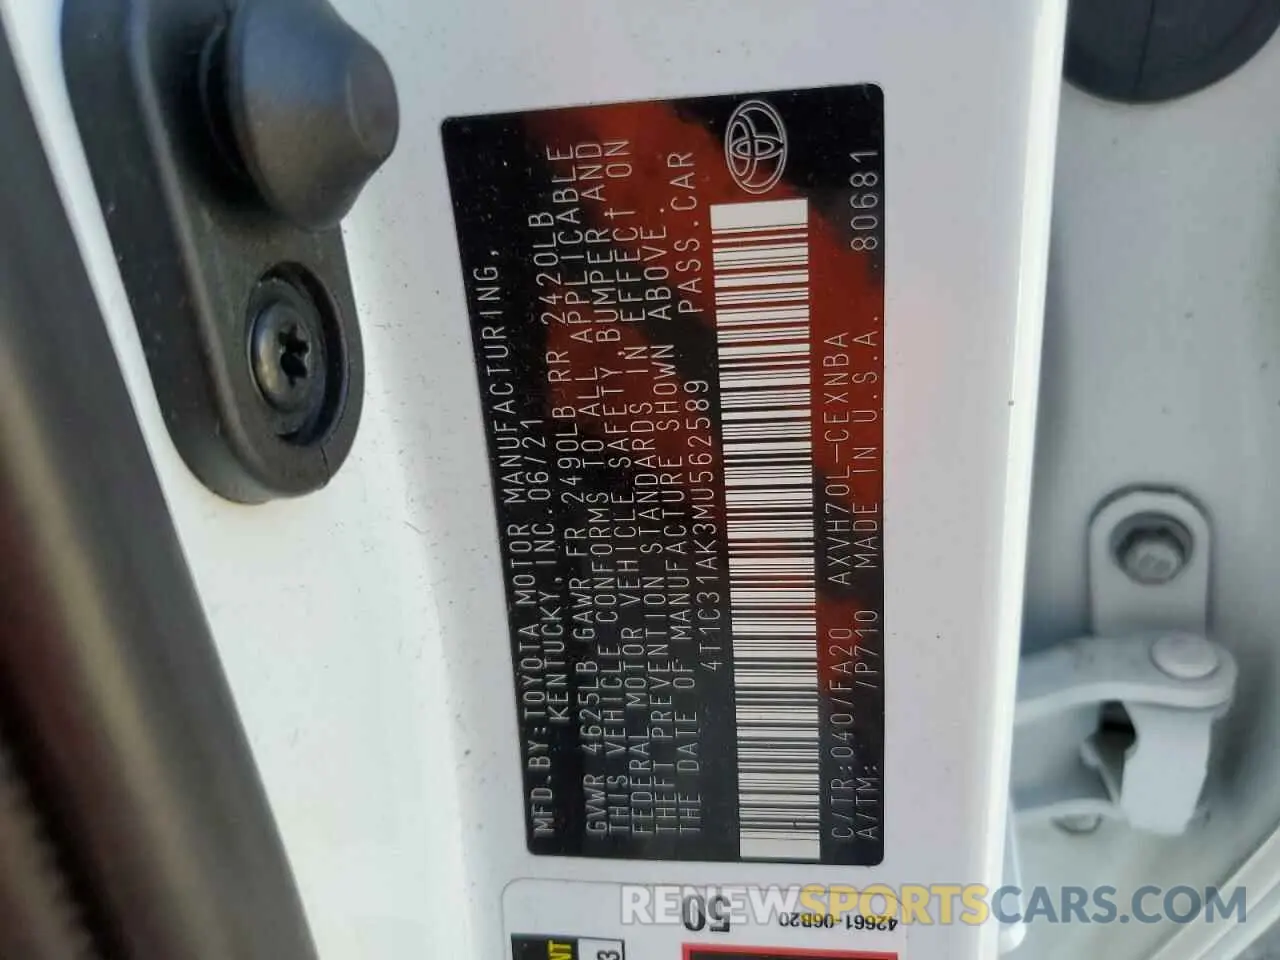 MFD.BY:TOYOTA MOTOR MANUFACTURING,
KENTUCKY, INC. 06/21
GVWR 4625LB GAWR FR 2490LB RR 2420LB
THIS VEHICLE CONFORMS TO ALL APPLICABLE
FEDERAL MOTOR VEHICLE SAFETY, BUMPER, AND
THEFT PREVENTION STANDARDS IN EFFECT ON
THE DATE OF MANUFACTURE SHOWN ABOVE.
4T1C31AK3MU562589 PASS.CAR
C/TR:040/FA20 AXVH70L-CEXNBA
A/TM: /P710 MADE IN U.S.A. 80681
50
42661-06B20
NT
3
RENEWSPORTSCARS.COM